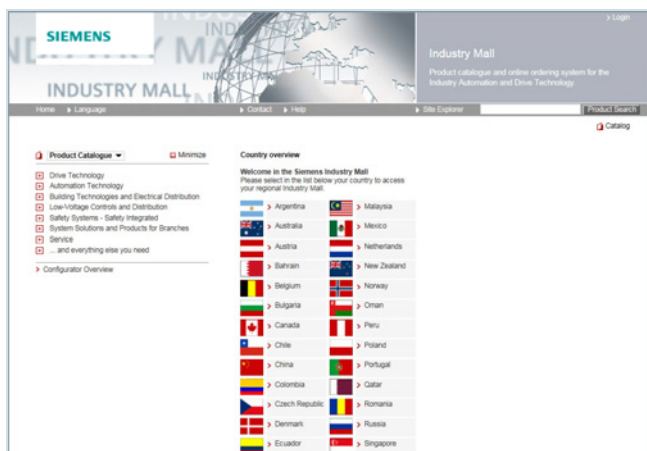 > Login
SIEMENS
INDUSTRY MALL
Industry Mall
Product catalogue and online ordering system for the
Industry Automation and Drive Technology.
Home > Language > Contact > Help > Site Explorer Product Search
Catalog
Product Catalogue Minimize
Drive Technology
Automation Technology
Building Technologies and Electrical Distribution
Low-Voltage Controls and Distribution
Safety Systems - Safety Integrated
System Solutions and Products for Branches
Service
... and everything else you need
> Configurator Overview
Country overview
Welcome in the Siemens Industry Mall
Please select in the list below your country to access
your regional Industry Mall.
> Argentina > Malaysia
> Australia > Mexico
> Austria > Netherlands
> Bahrain > New Zealand
> Belgium > Norway
> Bulgaria > Oman
> Canada > Peru
> Chile > Poland
> China > Portugal
> Colombia > Qatar
> Czech Republic > Romania
> Denmark > Russia
> Ecuador > Singapore